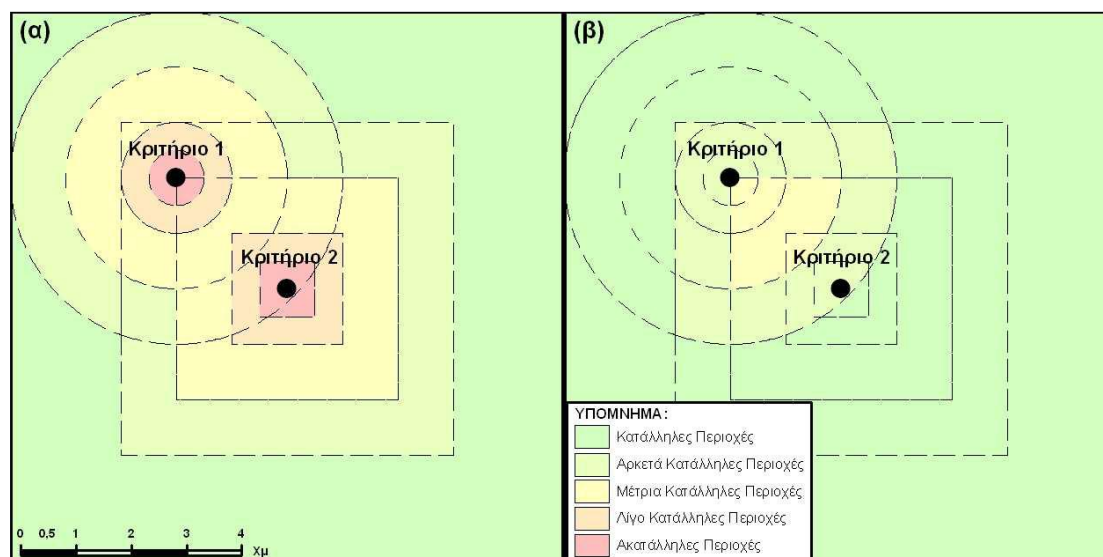 (α)
Κριτήριο 1
Κριτήριο 2
0 0,5 1 2 3 4
Χμ
(β)
Κριτήριο 1
Κριτήριο 2
ΥΠΟΜΝΗΜΑ :
Κατάλληλες Περιοχές
Αρκετά Κατάλληλες Περιοχές
Μέτρια Κατάλληλες Περιοχές
Λίγο Κατάλληλες Περιοχές
Ακατάλληλες Περιοχές